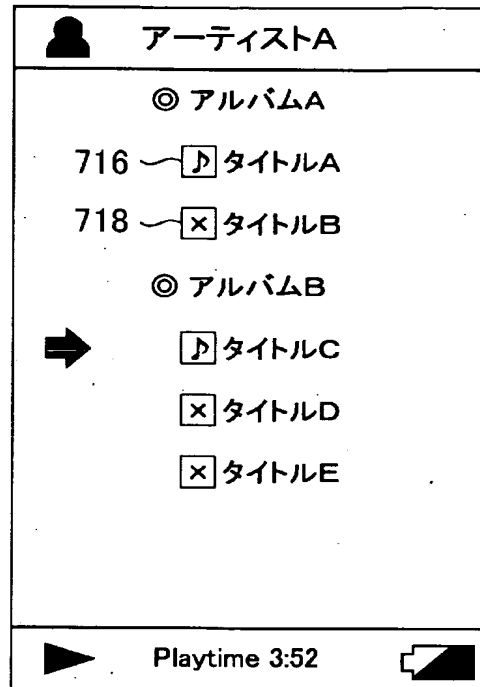 アーティストA
◎ アルバムA
716 ♪ タイトルA
718 × タイトルB
◎ アルバムB
♪ タイトルC
× タイトルD
× タイトルE
Playtime 3:52